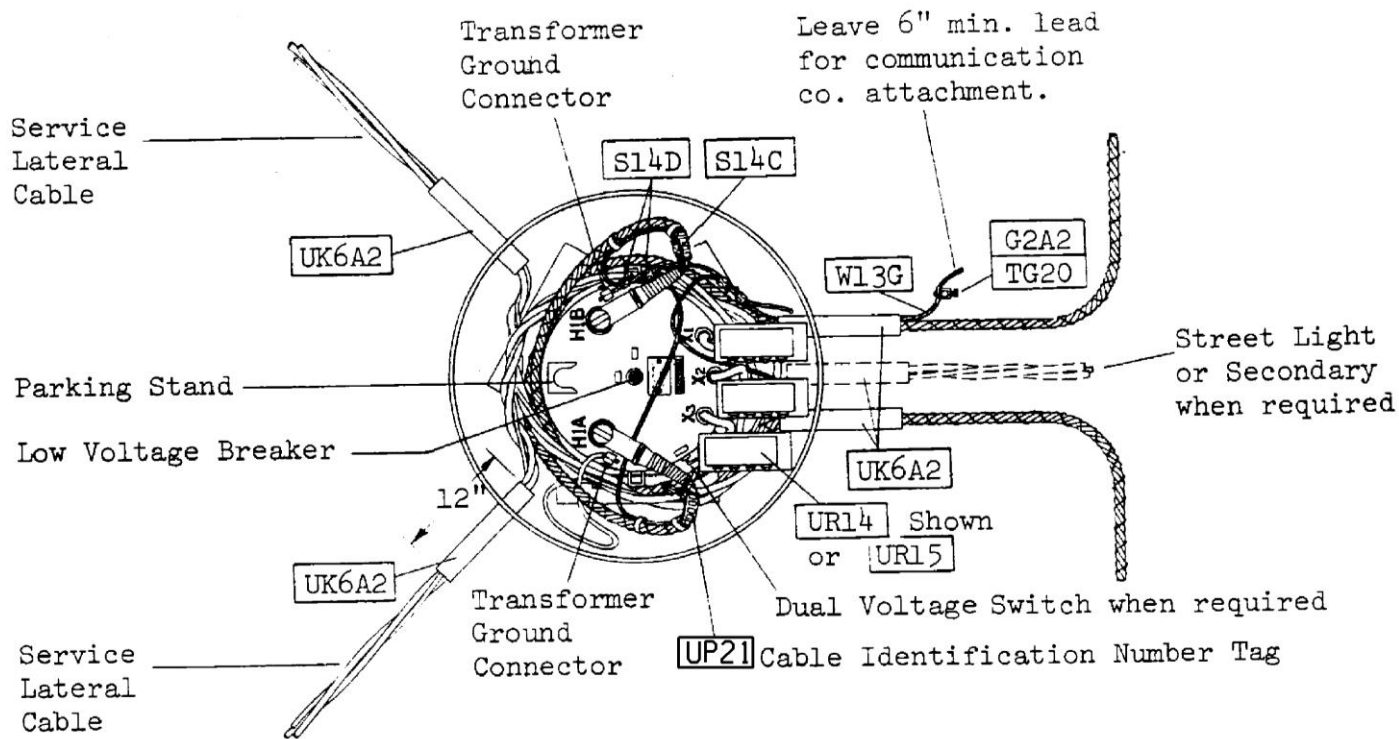 Transformer
Ground
Connector
Leave 6" min. lead
for communication
co. attachment.
Service
Lateral
Cable
S14D
S14C
UK6A2
G2A2
TG20
W13G
H1B
X1
X2
X3
H1A
Street Light
or Secondary
when required
Parking Stand
Low Voltage Breaker
12"
UK6A2
UR14 Shown
or UR15
UK6A2
Transformer
Ground
Connector
Dual Voltage Switch when required
UP21 Cable Identification Number Tag
Service
Lateral
Cable